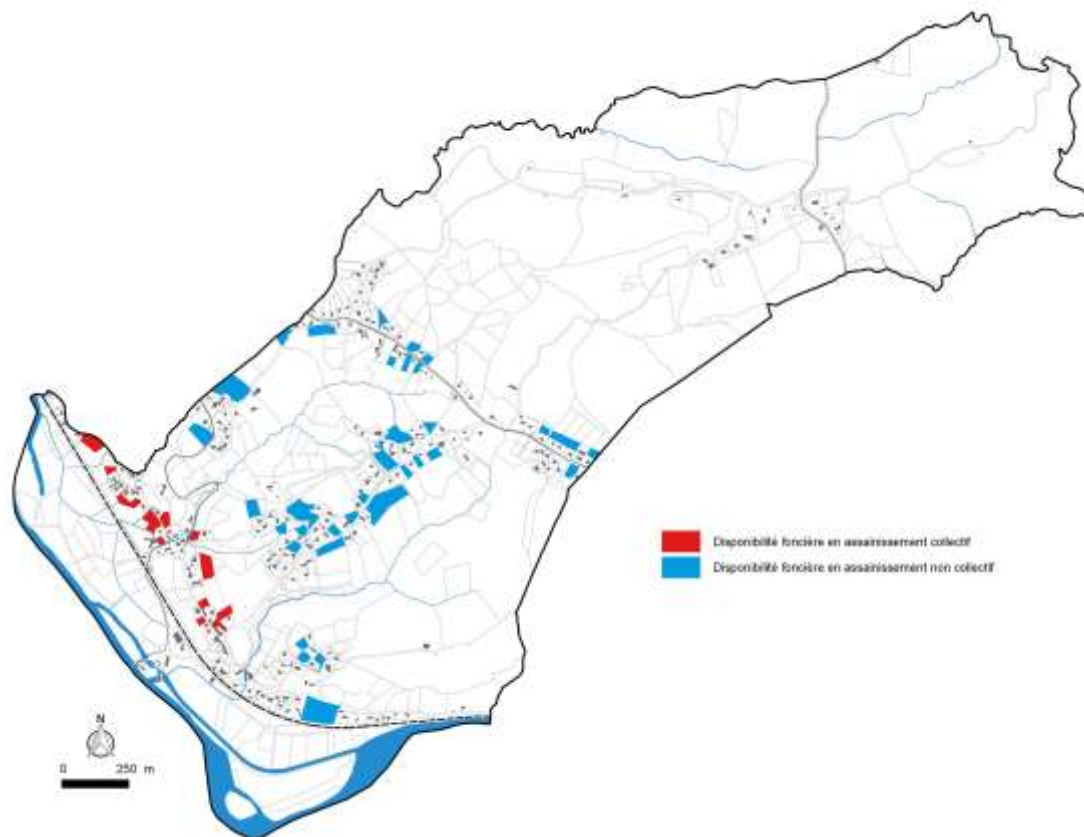 Disponibilité foncière en assainissement collectif
Disponibilité foncière en assainissement non collectif
N
0 250 m